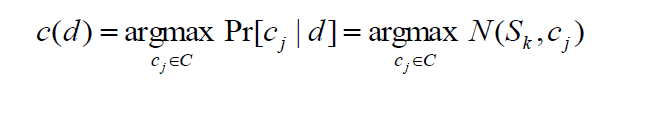 c(d) = argmax Pr[c_j | d] = argmax N(S_k, c_j)
c_j∈C c_j∈C